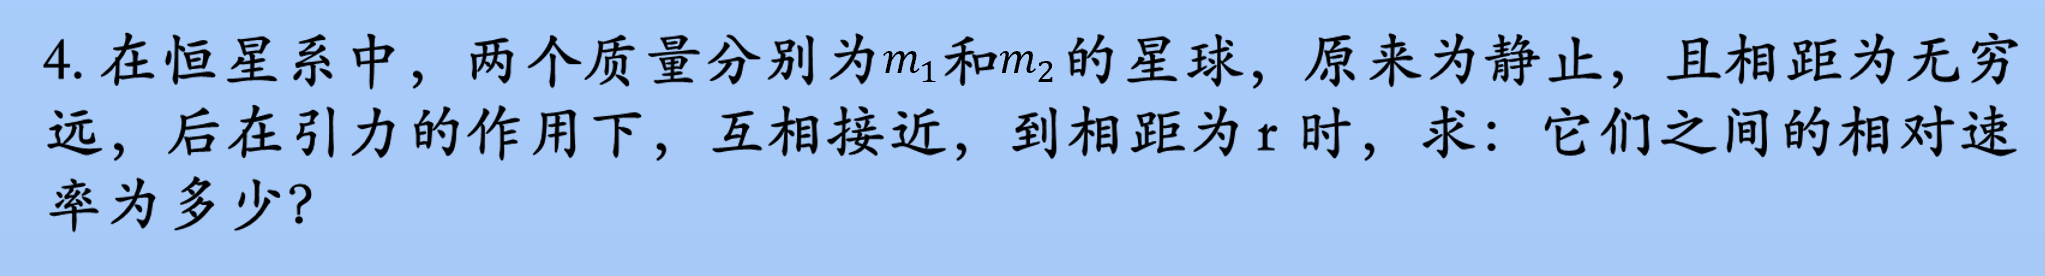 4. 在恒星系中，两个质量分别为m₁和m₂的星球，原来为静止，且相距为无穷
远，后在引力的作用下，互相接近，到相距为r时，求：它们之间的相对速
率为多少?